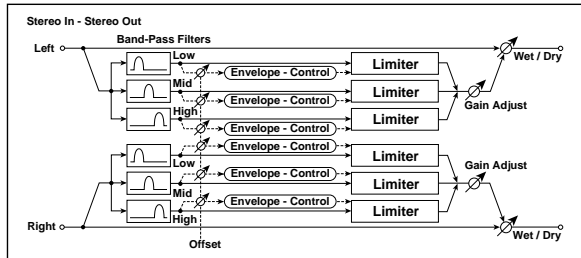 Stereo In - Stereo Out
Left
Band-Pass Filters
Wet / Dry
Low
Envelope - Control
Limiter
Mid
Envelope - Control
Limiter
Gain Adjust
High
Envelope - Control
Limiter
Envelope - Control
Low
Limiter
Gain Adjust
Envelope - Control
Mid
Limiter
Envelope - Control
High
Limiter
Right
Offset
Wet / Dry